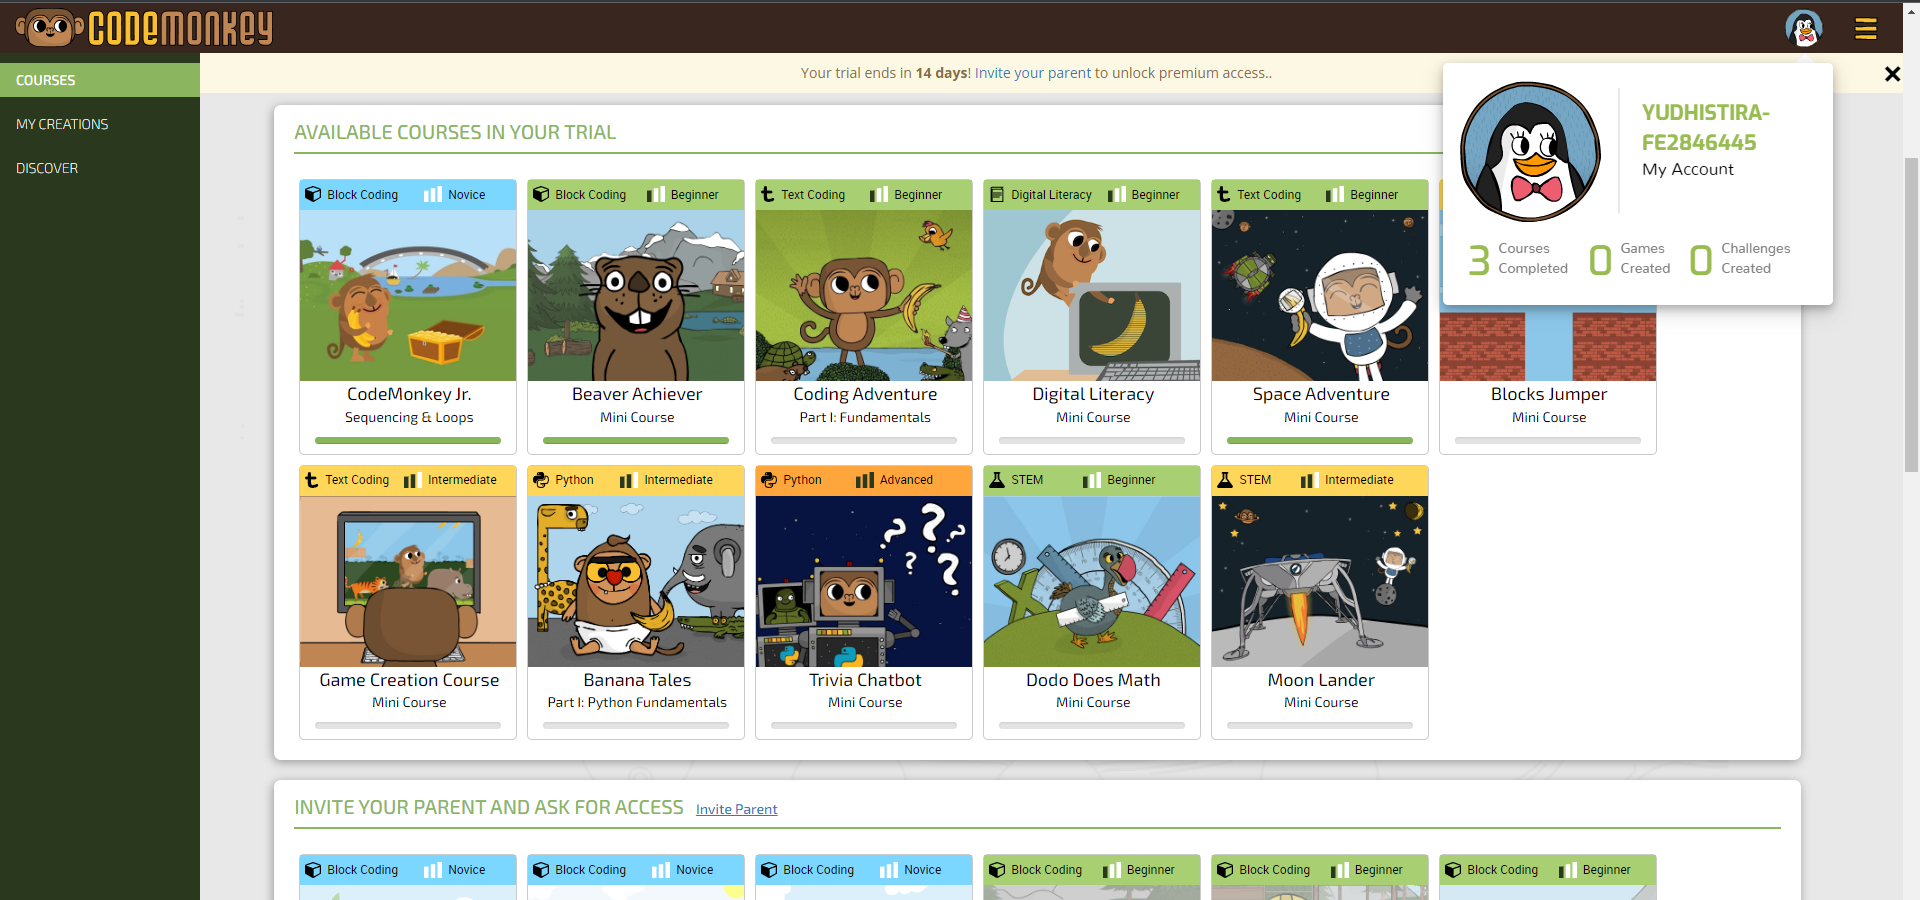 CODEMONKEY
COURSES
MY CREATIONS
DISCOVER
Your trial ends in 14 days! Invite your parent to unlock premium access..
YUDHISTIRA-
FE2846445
My Account
3 Courses Completed
0 Games Created
0 Challenges Created
AVAILABLE COURSES IN YOUR TRIAL
Block Coding Novice
CodeMonkey Jr.
Sequencing & Loops
Block Coding Beginner
Beaver Achiever
Mini Course
Text Coding Beginner
Coding Adventure
Part I: Fundamentals
Digital Literacy Beginner
Digital Literacy
Mini Course
Text Coding Beginner
Space Adventure
Mini Course
Blocks Jumper
Mini Course
Text Coding Intermediate
Game Creation Course
Mini Course
Python Intermediate
Banana Tales
Part I: Python Fundamentals
Python Advanced
Trivia Chatbot
Mini Course
STEM Beginner
Dodo Does Math
Mini Course
STEM Intermediate
Moon Lander
Mini Course
INVITE YOUR PARENT AND ASK FOR ACCESS Invite Parent
Block Coding Novice
Block Coding Novice
Block Coding Novice
Block Coding Beginner
Block Coding Beginner
Block Coding Beginner